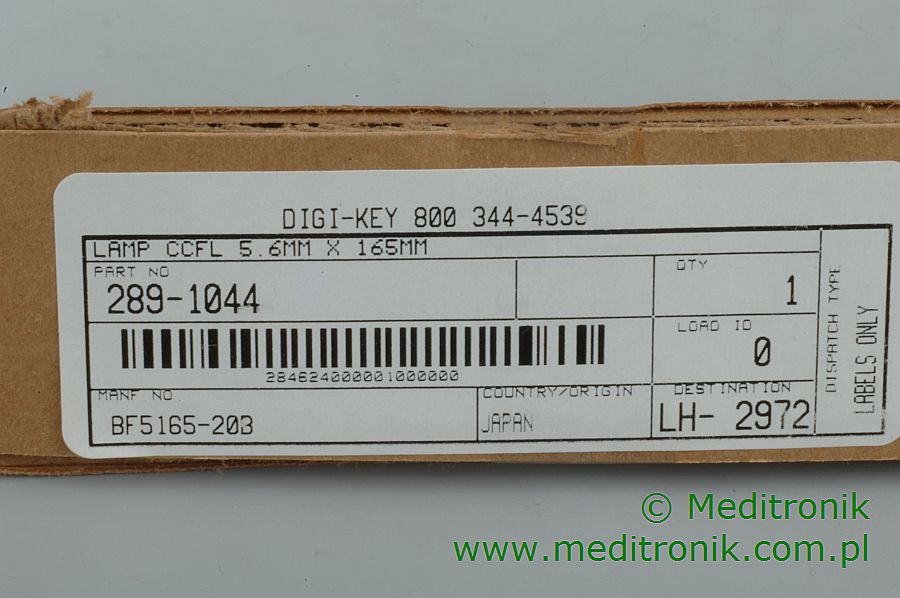 DIGI-KEY 800 344-4539
LAMP CCFL 5.6MM X 165MM
PART NO
289-1044
QTY
1
LOAD ID
0
284624000001000000
MANF. NO.
BF5165-20B
COUNTRY/ORIGIN
JAPAN
DESTINATION
LH- 2972
DISPATCH TYPE
LABELS ONLY
© Meditronik
www.meditronik.com.pl